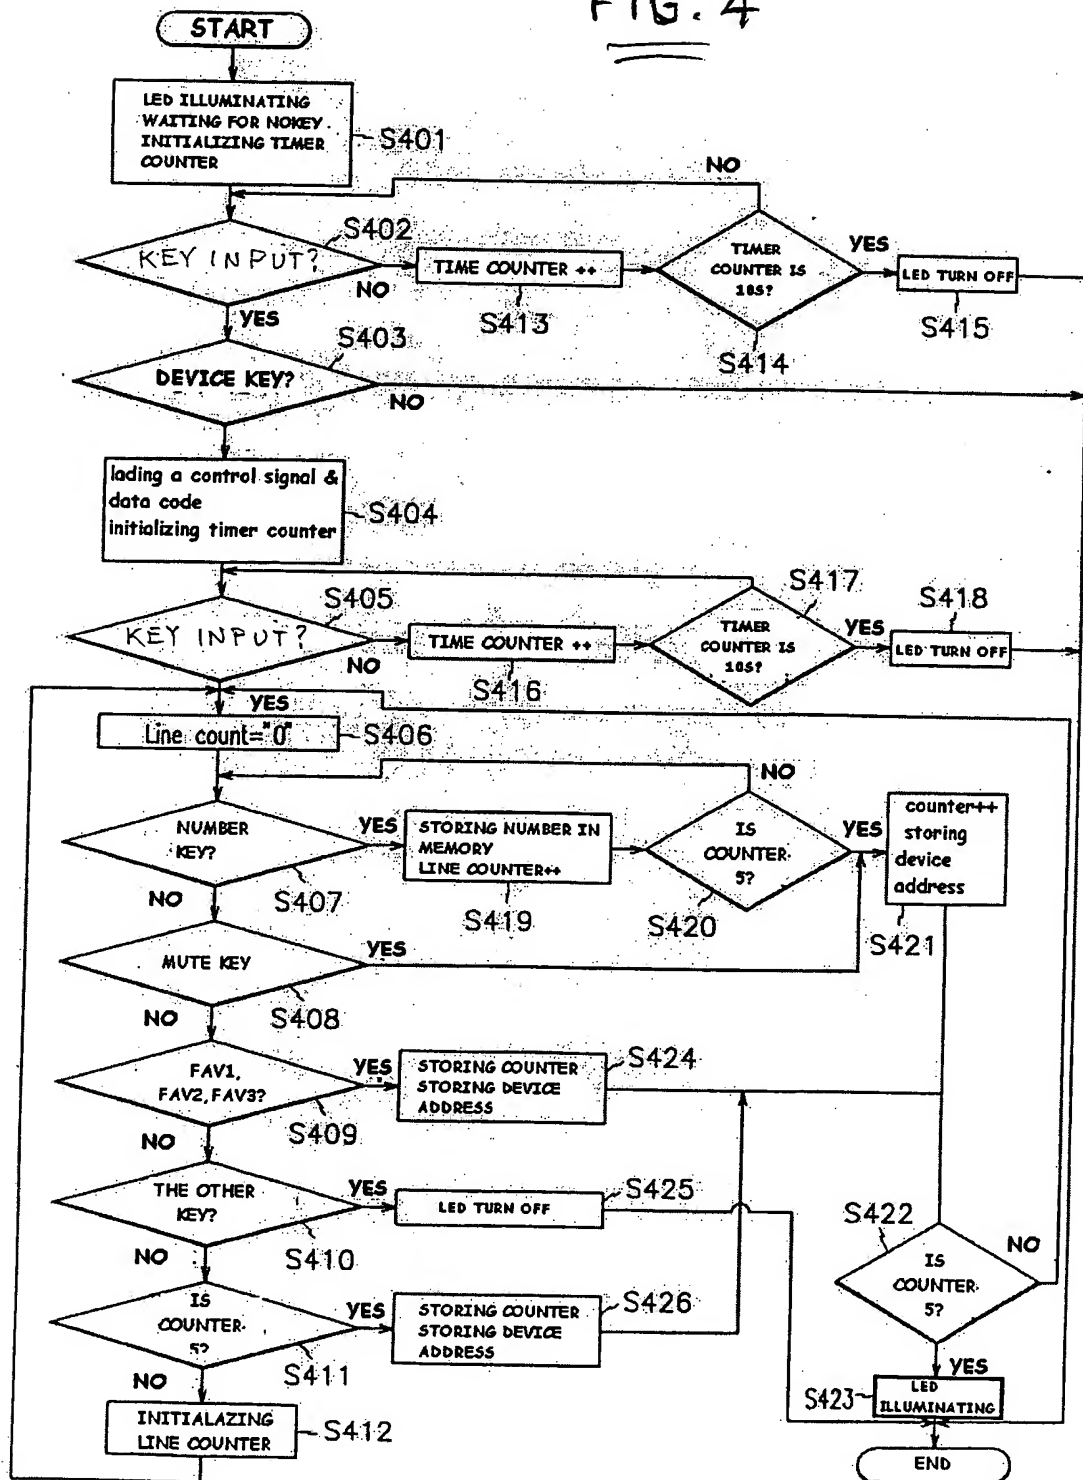 FIG. 4
START
LED ILLUMINATING
WAITING FOR NOKEY
INITIALIZING TIMER
COUNTER
S401
NO
S402
KEY INPUT?
NO
YES
TIME COUNTER ++
S413
TIMER
COUNTER IS
10S?
S414
YES
LED TURN OFF
S415
S403
DEVICE KEY?
NO
lading a control signal &
data code
initializing timer counter
S404
S405
KEY INPUT?
NO
YES
TIME COUNTER ++
S416
S417
TIMER
COUNTER IS
10S?
YES
S418
LED TURN OFF
Line count="0"
S406
NO
NUMBER
KEY?
YES
S407
NO
STORING NUMBER IN
MEMORY
LINE COUNTER++
S419
IS
COUNTER
5?
S420
YES
counter++
storing
device
address
S421
MUTE KEY
YES
S408
NO
FAV1,
FAV2, FAV3?
YES
S409
NO
STORING COUNTER
STORING DEVICE
ADDRESS
S424
THE OTHER
KEY?
YES
S410
NO
LED TURN OFF
S425
S422
IS
COUNTER
5?
NO
YES
IS
COUNTER
5?
YES
S411
NO
STORING COUNTER
STORING DEVICE
ADDRESS
S426
S423
LED
ILLUMINATING
INITIALAZING
LINE COUNTER
S412
END